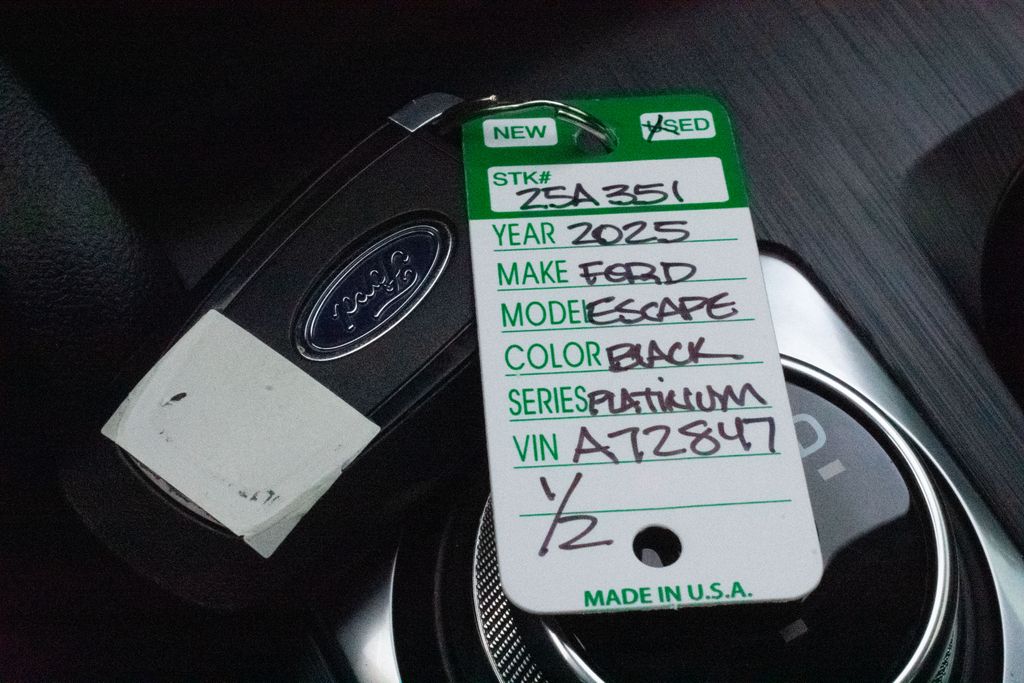 NEW USED
STK# 25A351
YEAR 2025
MAKE FORD
MODEL ESCAPE
COLOR BLACK
SERIES PLATINUM
VIN A72847
1/2
MADE IN U.S.A.
Ford